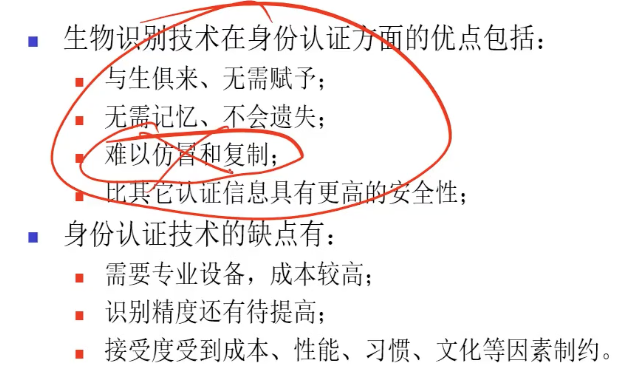 生物识别技术在身份认证方面的优点包括：
与生俱来、无需赋予；
无需记忆、不会遗失；
难以仿冒和复制；
比其它认证信息具有更高的安全性；
身份认证技术的缺点有：
需要专业设备，成本较高；
识别精度还有待提高；
接受度受到成本、性能、习惯、文化等因素制约。